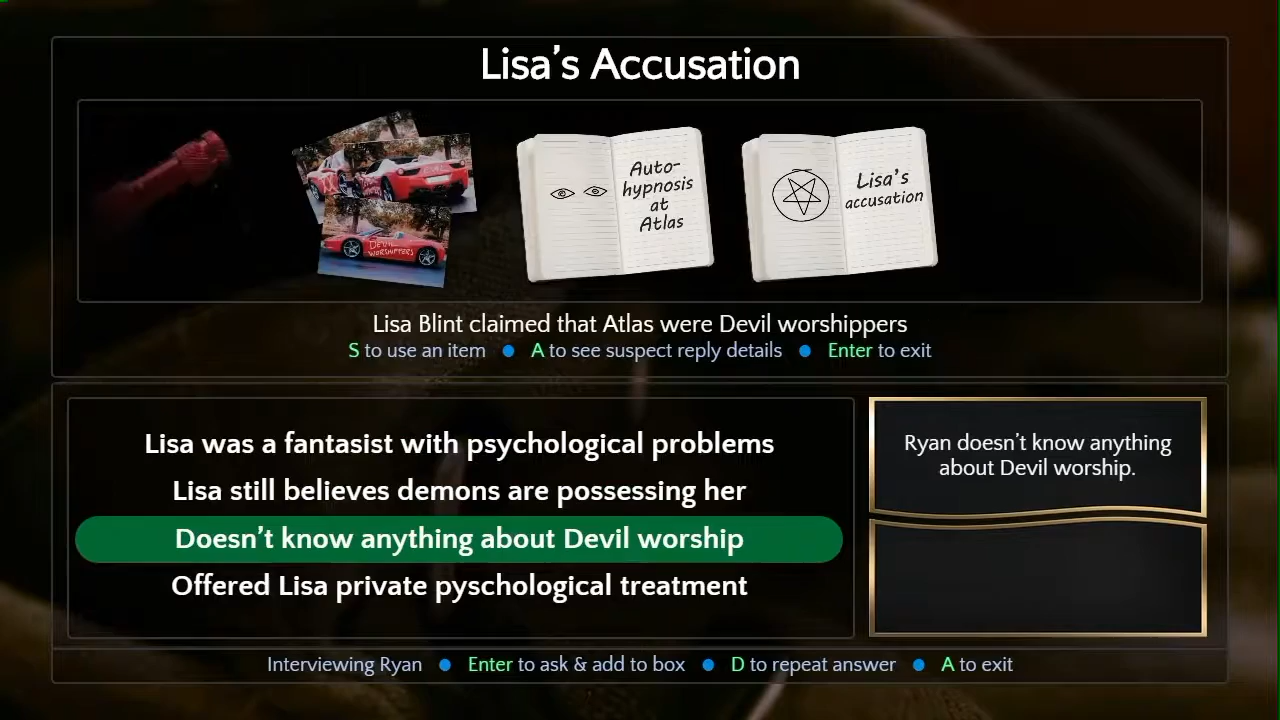 Lisa's Accusation
DEVIL
WORSHIPPERS
Auto-
hypnosis
at
Atlas
Lisa's
accusation
Lisa Blint claimed that Atlas were Devil worshippers
S to use an item ● A to see suspect reply details ● Enter to exit
Lisa was a fantasist with psychological problems
Lisa still believes demons are possessing her
Doesn't know anything about Devil worship
Offered Lisa private pyschological treatment
Ryan doesn't know anything
about Devil worship.
Interviewing Ryan ● Enter to ask & add to box ● D to repeat answer ● A to exit